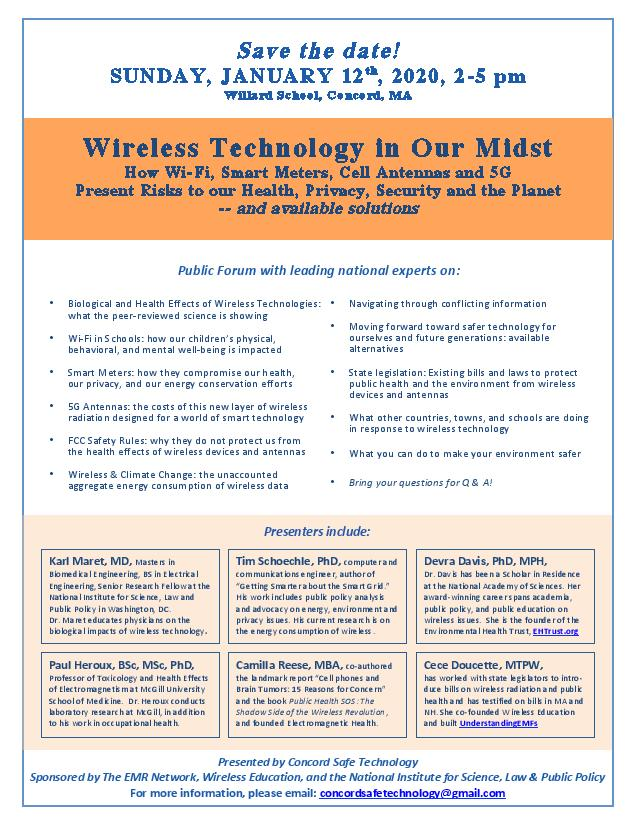 Save the date!
SUNDAY, JANUARY 12th, 2020, 2-5 pm
Willard School, Concord, MA
Wireless Technology in Our Midst
How Wi-Fi, Smart Meters, Cell Antennas and 5G
Present Risks to our Health, Privacy, Security and the Planet
-- and available solutions
Public Forum with leading national experts on:
• Biological and Health Effects of Wireless Technologies:
what the peer-reviewed science is showing
• Wi-Fi in Schools: how our children's physical,
behavioral, and mental well-being is impacted
• Smart Meters: how they compromise our health,
our privacy, and our energy conservation efforts
• 5G Antennas: the costs of this new layer of wireless
radiation designed for a world of smart technology
• FCC Safety Rules: why they do not protect us from
the health effects of wireless devices and antennas
• Wireless & Climate Change: the unaccounted
aggregate energy consumption of wireless data
• Navigating through conflicting information
• Moving forward toward safer technology for
ourselves and future generations: available
alternatives
• State legislation: Existing bills and laws to protect
public health and the environment from wireless
devices and antennas
• What other countries, towns, and schools are doing
in response to wireless technology
• What you can do to make your environment safer
• Bring your questions for Q & A!
Presenters include:
Karl Maret, MD, Masters in
Biomedical Engineering, BS in Electrical
Engineering, Senior Research Fellow at the
National Institute for Science, Law and
Public Policy in Washington, DC.
Dr. Maret educates physicians on the
biological impacts of wireless technology.
Tim Schoechle, PhD, computer and
communications engineer, author of
"Getting Smarter about the Smart Grid."
His work includes public policy analysis
and advocacy on energy, environment and
privacy issues. His current research is on
the energy consumption of wireless .
Devra Davis, PhD, MPH,
Dr. Davis has been a Scholar in Residence
at the National Academy of Sciences. Her
award-winning career spans academia,
public policy, and public education on
wireless issues. She is the founder of the
Environmental Health Trust, EHTrust.org
Paul Heroux, BSc, MSc, PhD,
Professor of Toxicology and Health Effects
of Electromagnetism at McGill University
School of Medicine. Dr. Heroux conducts
laboratory research at McGill, in addition
to his work in occupational health.
Camilla Reese, MBA, co-authored
the landmark report "Cell phones and
Brain Tumors: 15 Reasons for Concern"
and the book Public Health SOS: The
Shadow Side of the Wireless Revolution,
and founded Electromagnetic Health.
Cece Doucette, MTPW,
has worked with state legislators to intro-
duce bills on wireless radiation and public
health and has testified on bills in MA and
NH. She co-founded Wireless Education
and built UnderstandingEMFs
Presented by Concord Safe Technology
Sponsored by The EMR Network, Wireless Education, and the National Institute for Science, Law & Public Policy
For more information, please email: concordsafetechnology@gmail.com